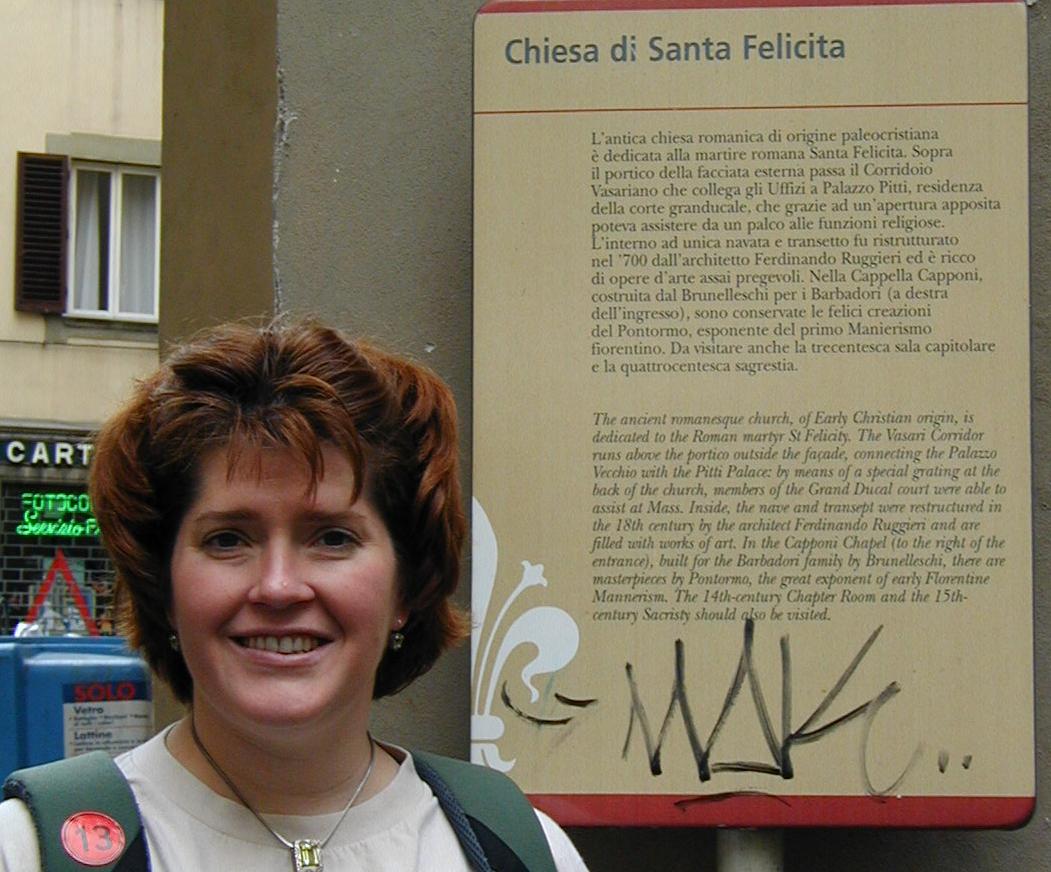 Chiesa di Santa Felicita
L'antica chiesa romanica di origine paleocristiana
è dedicata alla martire romana Santa Felicita. Sopra
il portico della facciata esterna passa il Corridoio
Vasariano che collega gli Uffizi a Palazzo Pitti, residenza
della corte granducale, che grazie ad un'apertura apposita
poteva assistere da un palco alle funzioni religiose.
L'interno ad unica navata e transetto fu ristrutturato
nel '700 dall'architetto Ferdinando Ruggieri ed è ricco
di opere d'arte assai pregevoli. Nella Cappella Capponi,
costruita dal Brunelleschi per i Barbadori (a destra
dell'ingresso), sono conservate le felici creazioni
del Pontormo, esponente del primo Manierismo
fiorentino. Da visitare anche la trecentesca sala capitolare
e la quattrocentesca sagrestia.
The ancient romanesque church, of Early Christian origin, is
dedicated to the Roman martyr St Felicity. The Vasari Corridor
runs above the portico outside the façade, connecting the Palazzo
Vecchio with the Pitti Palace: by means of a special grating at the
back of the church, members of the Grand Ducal court were able to
assist at Mass. Inside, the nave and transept were restructured in
the 18th century by the architect Ferdinando Ruggieri and are
filled with works of art. In the Capponi Chapel (to the right of the
entrance), built for the Barbadori family by Brunelleschi, there are
masterpieces by Pontormo, the great exponent of early Florentine
Mannerism. The 14th-century Chapter Room and the 15th-
century Sacristy should also be visited.
CART
FOTOCO
Servizio FA
SOLO
Vetro
Lattine
13